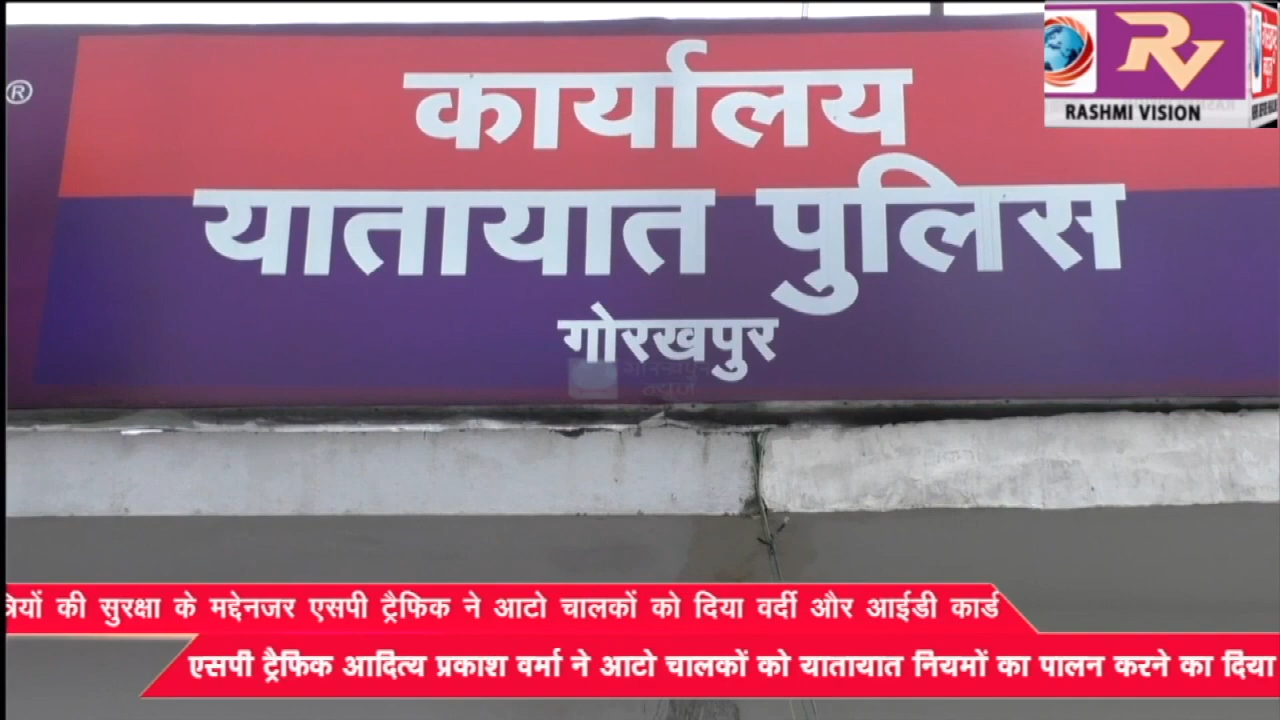 ®
RV
RASHMI VISION
कार्यालय
यातायात पुलिस
गोरखपुर
की सुरक्षा के मद्देनजर एसपी ट्रैफिक ने आटो चालकों को दिया वर्दी और आईडी कार्ड
एसपी ट्रैफिक आदित्य प्रकाश वर्मा ने आटो चालकों को यातायात नियमों का पालन करने का दिया